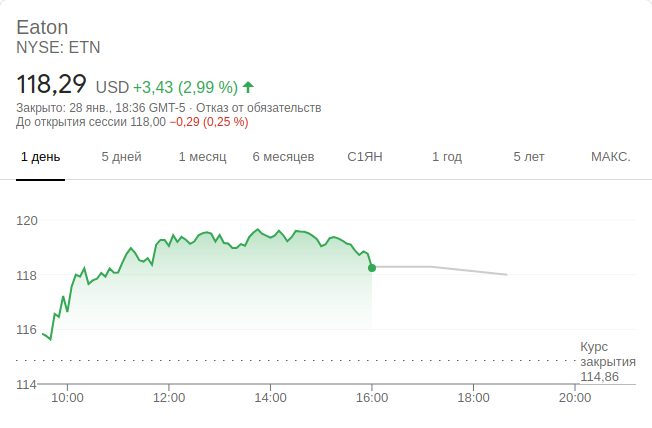 Eaton
NYSE: ETN
118,29 USD +3,43 (2,99 %)
Закрыто: 28 янв., 18:36 GMT-5 · Отказ от обязательств
До открытия сессии 118,00 −0,29 (0,25 %)
1 день 5 дней 1 месяц 6 месяцев С1ЯН 1 год 5 лет МАКС.
120
118
116
Курс
закрытия
114,86
114
10:00 12:00 14:00 16:00 18:00 20:00